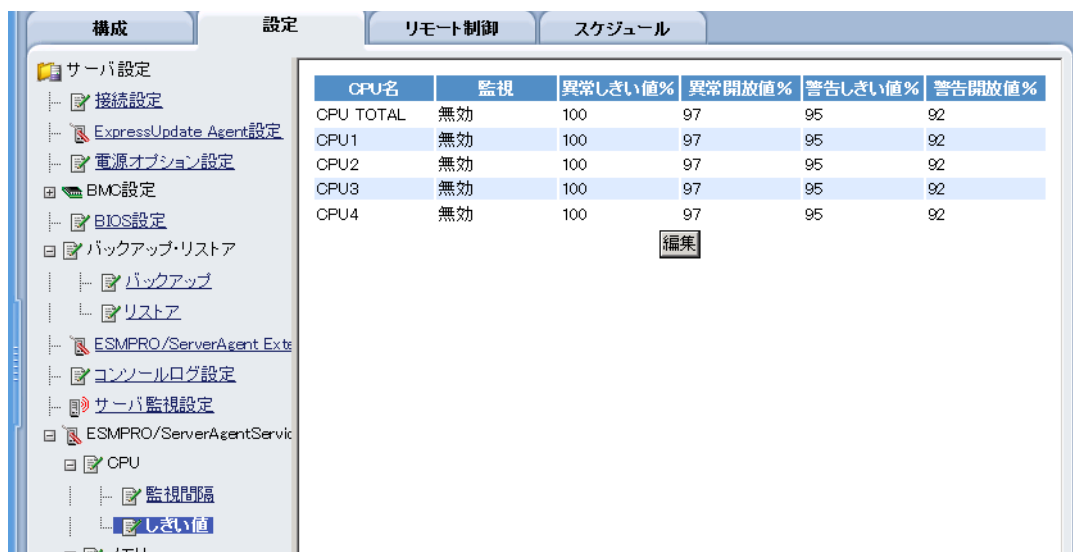 構成 設定 リモート制御 スケジュール
サーバ設定
接続設定
ExpressUpdate Agent設定
電源オプション設定
BMC設定
BIOS設定
バックアップ・リストア
バックアップ
リストア
ESMPRO/ServerAgent Exte
コンソールログ設定
サーバ監視設定
ESMPRO/ServerAgentServic
CPU
監視間隔
しきい値
CPU名 監視 異常しきい値% 異常開放値% 警告しきい値% 警告開放値%
CPU TOTAL 無効 100 97 95 92
CPU1 無効 100 97 95 92
CPU2 無効 100 97 95 92
CPU3 無効 100 97 95 92
CPU4 無効 100 97 95 92
編集